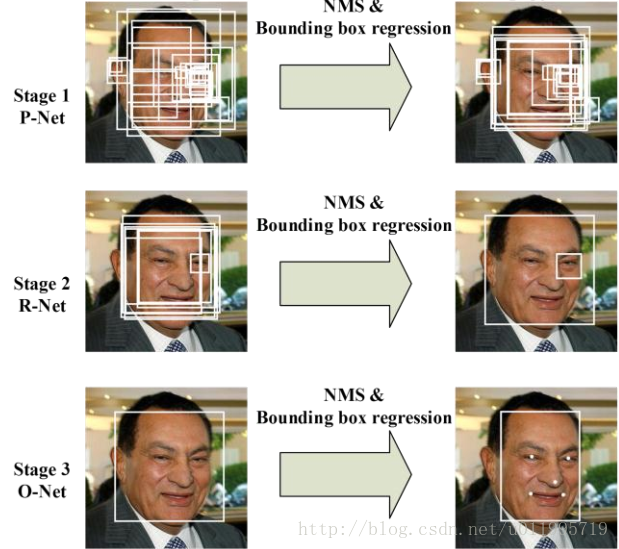 NMS &
Bounding box regression
Stage 1
P-Net
NMS &
Bounding box regression
Stage 2
R-Net
NMS &
Bounding box regression
Stage 3
O-Net
http://blog.csdn.net/u011995719